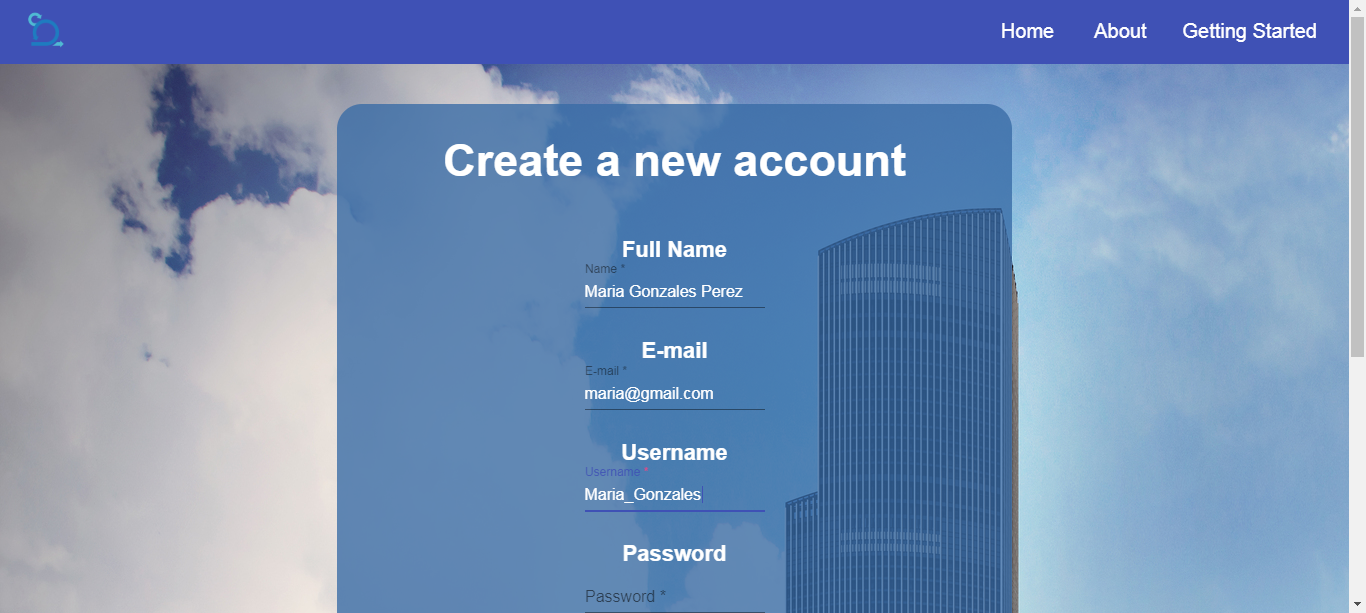 Home About Getting Started
Create a new account
Full Name
Name *
Maria Gonzales Perez
E-mail
E-mail *
maria@gmail.com
Username
Username *
Maria_Gonzales
Password
Password *